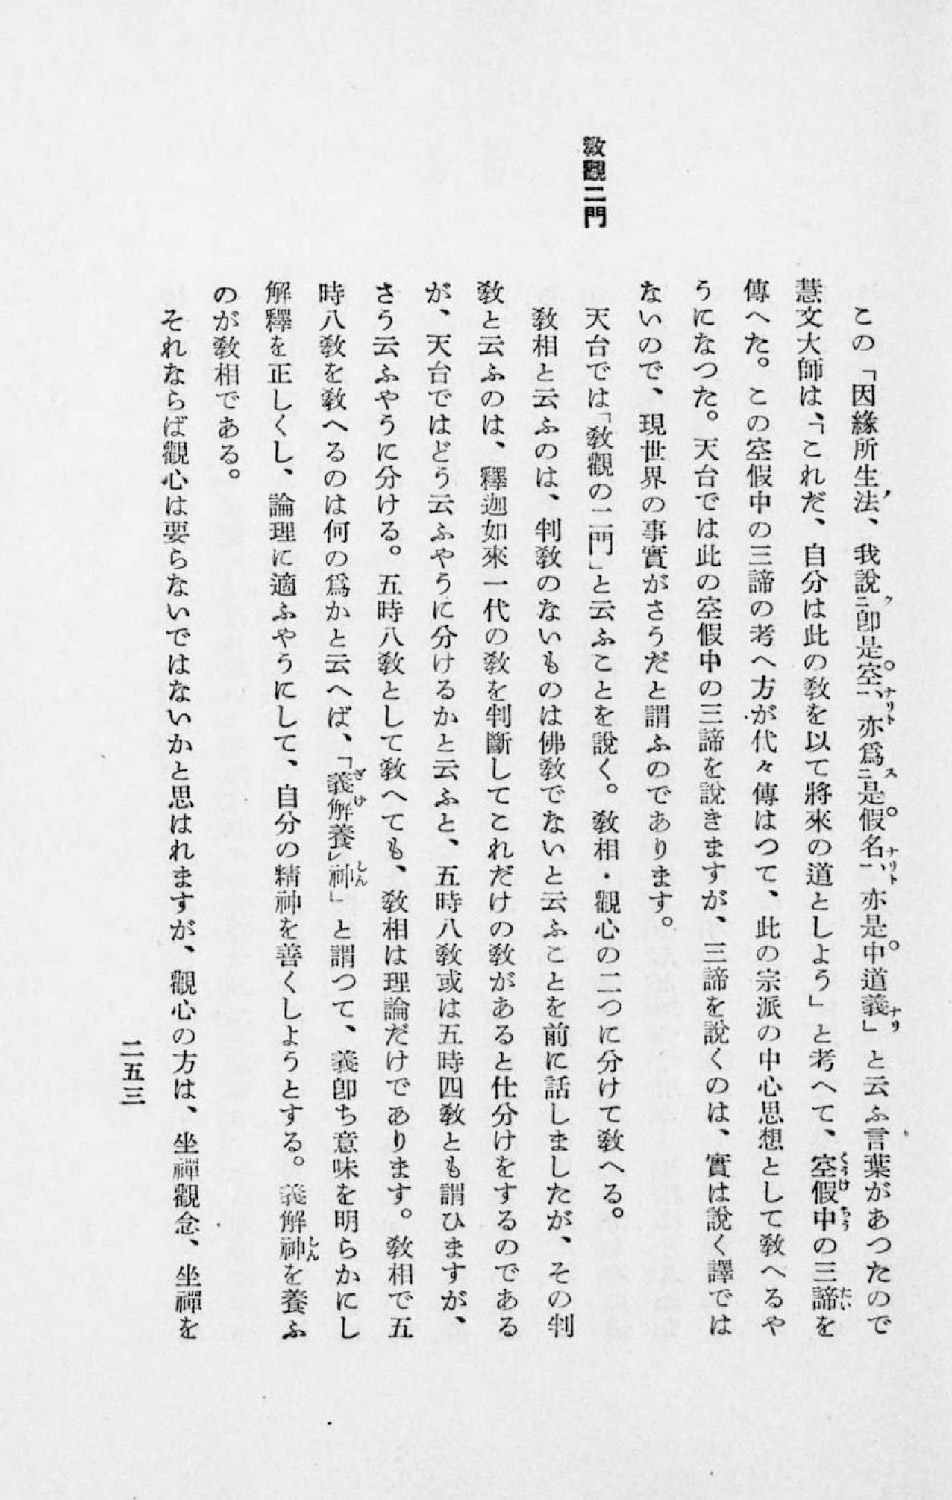 敎觀二門
この「因緣所生法、我說ニ卽是空一、亦爲ニ是假名一、亦是中道義」と云ふ言葉があつたので
慧文大師は、「これだ、自分は此の敎を以て將來の道としよう」と考へて、空假中の三諦を
傳へた。この空假中の三諦の考へ方が代々傳はつて、此の宗派の中心思想として敎へるや
うになつた。天台では此の空假中の三諦を說きますが、三諦を說くのは、實は說く譯では
ないので、現世界の事實がさうだと謂ふのであります。
天台では「敎觀の二門」と云ふことを說く。敎相・觀心の二つに分けて敎へる。
敎相と云ふのは、判敎のないものは佛敎でないと云ふことを前に話しましたが、その判
敎と云ふのは、釋迦如來一代の敎を判斷してこれだけの敎があると仕分けをするのである
が、天台ではどう云ふやうに分けるかと云ふと、五時八敎或は五時四敎とも謂ひますが、
さう云ふやうに分ける。五時八敎として敎へても、敎相は理論だけであります。敎相で五
時八敎を敎へるのは何の爲かと云へば、「義解養レ神」と謂つて、義卽ち意味を明らかにし
解釋を正しくし、論理に適ふやうにして、自分の精神を善くしようとする。義解神を養ふ
のが敎相である。
それならば觀心は要らないではないかと思はれますが、觀心の方は、坐禪觀念、坐禪を
二五三